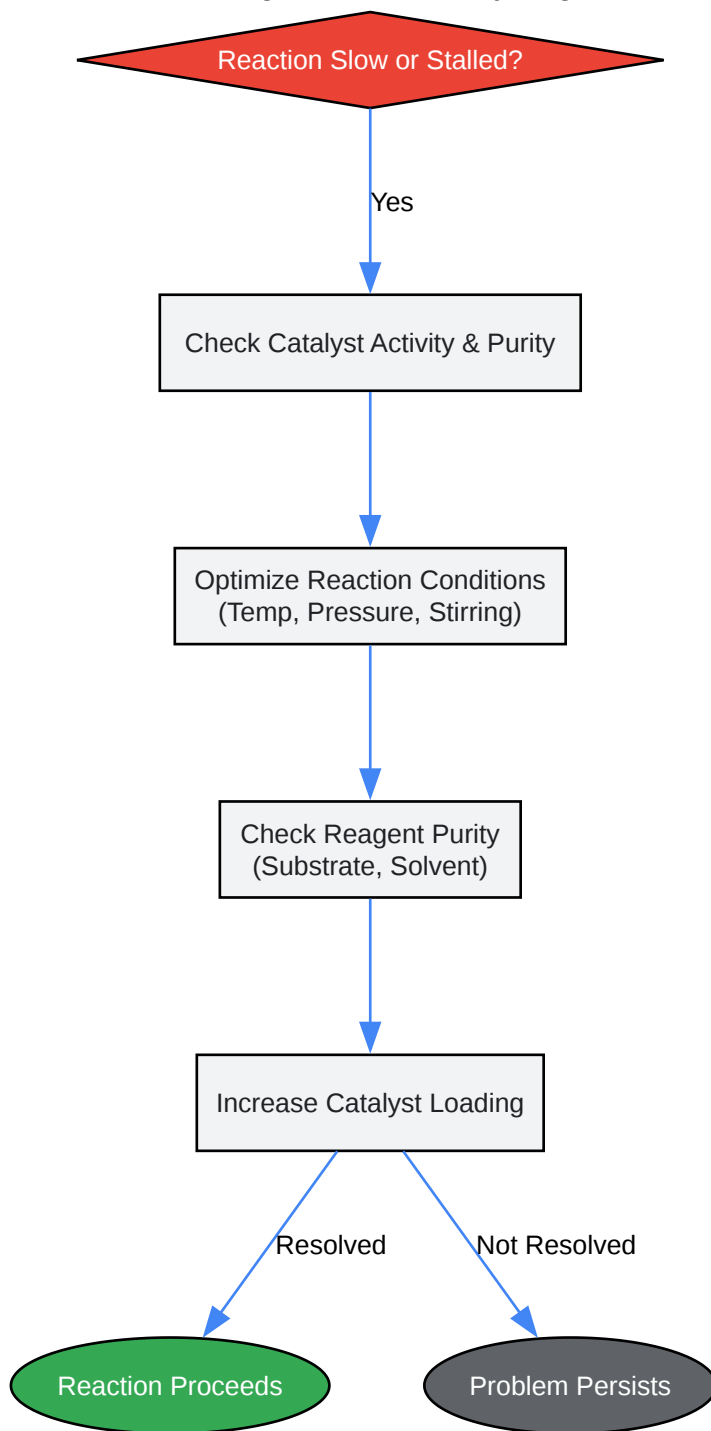 Reaction Slow or Stalled?
Yes
Check Catalyst Activity & Purity
Optimize Reaction Conditions
(Temp, Pressure, Stirring)
Check Reagent Purity
(Substrate, Solvent)
Increase Catalyst Loading
Resolved
Not Resolved
Reaction Proceeds
Problem Persists